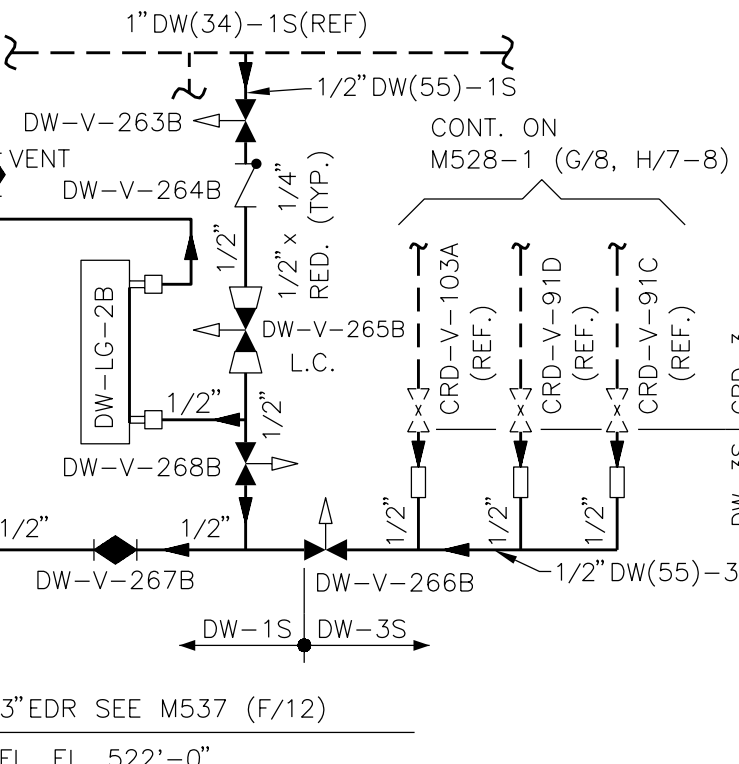 1"DW(34)-1S(REF)
1/2"DW(55)-1S
DW-V-263B
CONT. ON
M528-1 (G/8, H/7-8)
VENT
DW-V-264B
1/2"
1/2" x 1/4"
RED. (TYP.)
DW-LG-2B
DW-V-265B
L.C.
CRD-V-103A
(REF.)
CRD-V-91D
(REF.)
CRD-V-91C
(REF.)
1/2"
1/2"
DW-V-268B
1/2"
1/2"
1/2"
1/2"
1/2"
DW-V-267B
DW-V-266B
1/2"DW(55)-3
DW-1S
DW-3S
3"EDR SEE M537 (F/12)
EL. 522'-0"